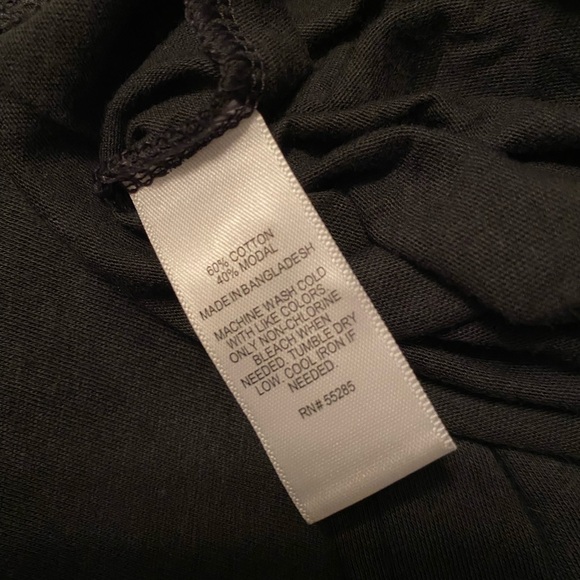 60% COTTON
40% MODAL
MADE IN BANGLADESH
MACHINE WASH COLD
WITH LIKE COLORS.
ONLY NON-CHLORINE
BLEACH WHEN
NEEDED. TUMBLE DRY
LOW. COOL IRON IF
NEEDED.
RN# 55285